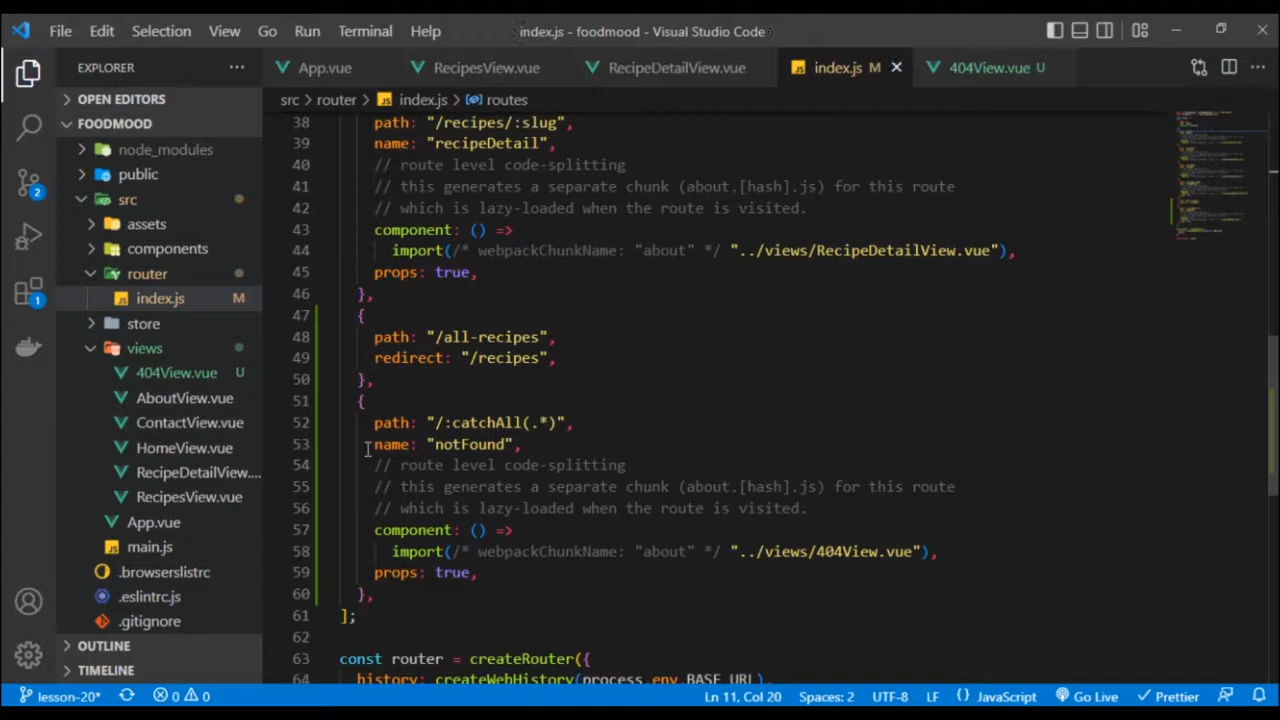 File Edit Selection View Go Run Terminal Help index.js - foodmood - Visual Studio Code
EXPLORER App.vue RecipesView.vue RecipeDetailView.vue index.js M 404View.vue U
src > router > index.js > routes
OPEN EDITORS
FOODMOOD
node_modules
public
src
assets
components
router
index.js M
store
views
404View.vue U
AboutView.vue
ContactView.vue
HomeView.vue
RecipeDetailView....
RecipesView.vue
App.vue
main.js
.browserslistrc
.eslintrc.js
.gitignore
OUTLINE
TIMELINE
2
1
38 path: "/recipes/:slug",
39 name: "recipeDetail",
40 // route level code-splitting
41 // this generates a separate chunk (about.[hash].js) for this route
42 // which is lazy-loaded when the route is visited.
43 component: () =>
44 import(/* webpackChunkName: "about" */ "../views/RecipeDetailView.vue"),
45 props: true,
46 },
47 {
48 path: "/all-recipes",
49 redirect: "/recipes",
50 },
51 {
52 path: "/:catchAll(.*)",
53 name: "notFound",
54 // route level code-splitting
55 // this generates a separate chunk (about.[hash].js) for this route
56 // which is lazy-loaded when the route is visited.
57 component: () =>
58 import(/* webpackChunkName: "about" */ "../views/404View.vue"),
59 props: true,
60 },
61 ];
62
63 const router = createRouter({
64 history: createWebHistory(process.env.BASE_URL),
lesson-20* 0 0 Ln 11, Col 20 Spaces: 2 UTF-8 LF {} JavaScript Go Live Prettier